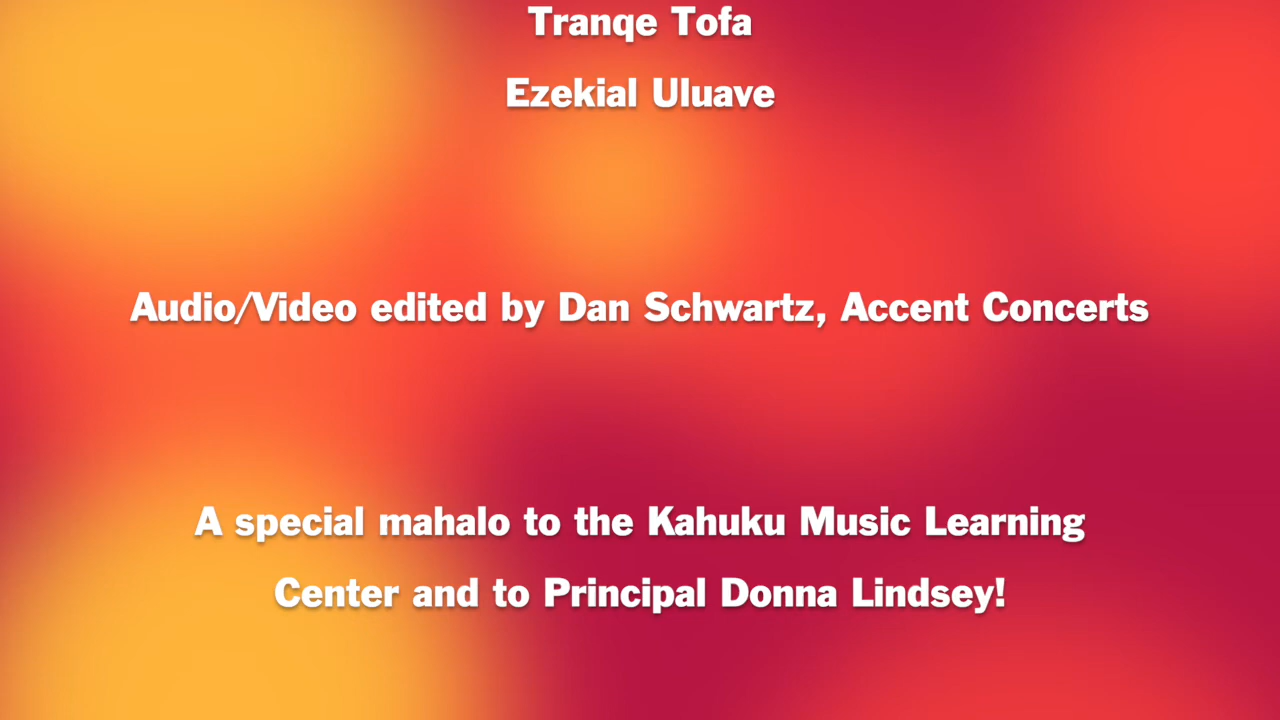 Tranqe Tofa
Ezekial Uluave
Audio/Video edited by Dan Schwartz, Accent Concerts
A special mahalo to the Kahuku Music Learning
Center and to Principal Donna Lindsey!